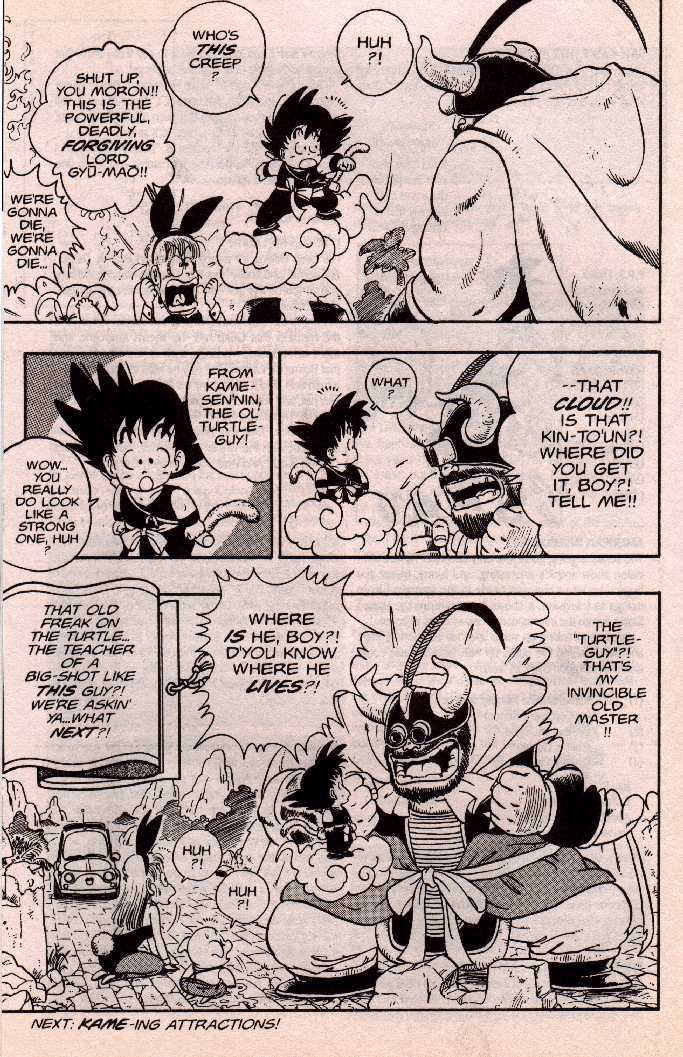 HUH
?!
WHO'S
THIS
CREEP
?
SHUT UP,
YOU MORON!!
THIS IS THE
POWERFUL,
DEADLY,
FORGIVING
LORD
GYŪ-MAŌ!!
WE'RE
GONNA
DIE,
WE'RE
GONNA
DIE...
FROM
KAME-
SEN'NIN,
THE OL'
TURTLE-
GUY!
WOW...
YOU
REALLY
DO LOOK
LIKE A
STRONG
ONE, HUH
?
WHAT
?
--THAT
CLOUD!!
IS THAT
KIN-TO'UN?!
WHERE DID
YOU GET
IT, BOY?!
TELL ME!!
THAT OLD
FREAK ON
THE TURTLE...
THE TEACHER
OF A
BIG-SHOT LIKE
THIS GUY?!
WE'RE ASKIN'
YA...WHAT
NEXT?!
WHERE
IS HE, BOY?!
D'YOU KNOW
WHERE HE
LIVES?!
THE
"TURTLE-
GUY"?!
THAT'S
MY
INVINCIBLE
OLD
MASTER
!!
HUH
?!
HUH
?!
NEXT: KAME-ING ATTRACTIONS!